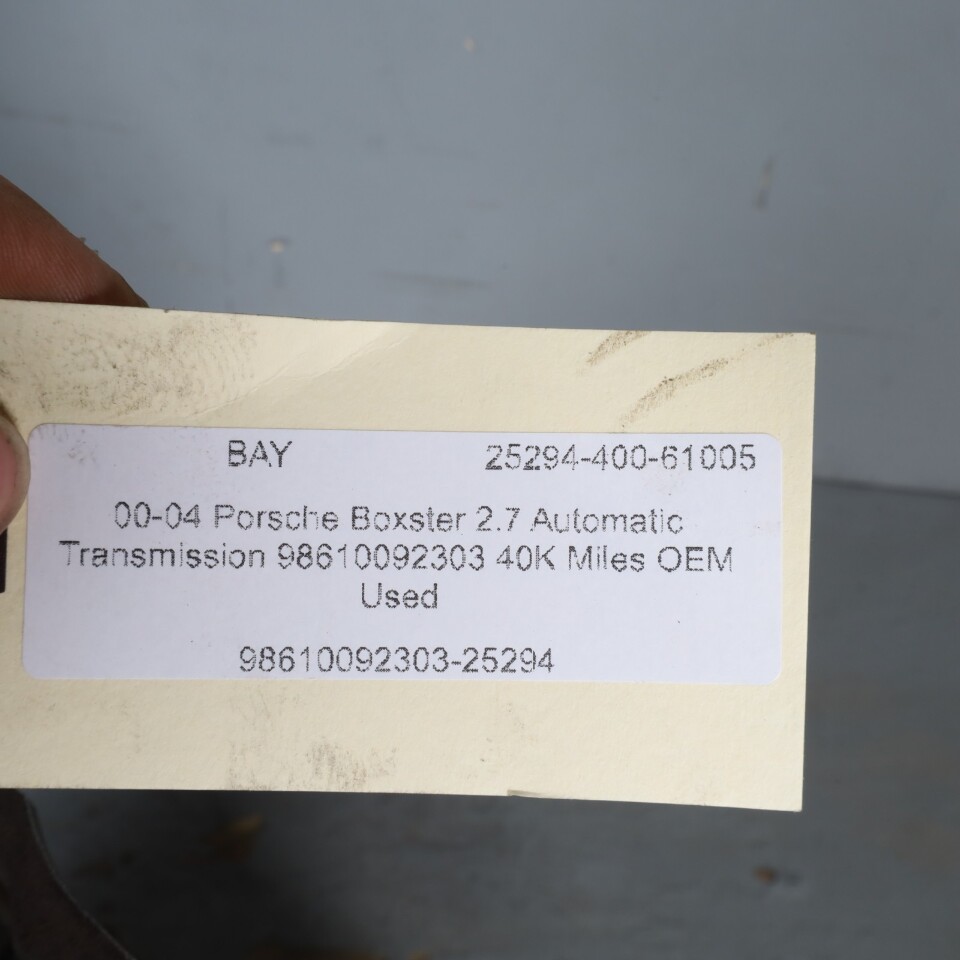 BAY 25294-400-61005
00-04 Porsche Boxster 2.7 Automatic
Transmission 98610092303 40K Miles OEM
Used
98610092303-25294